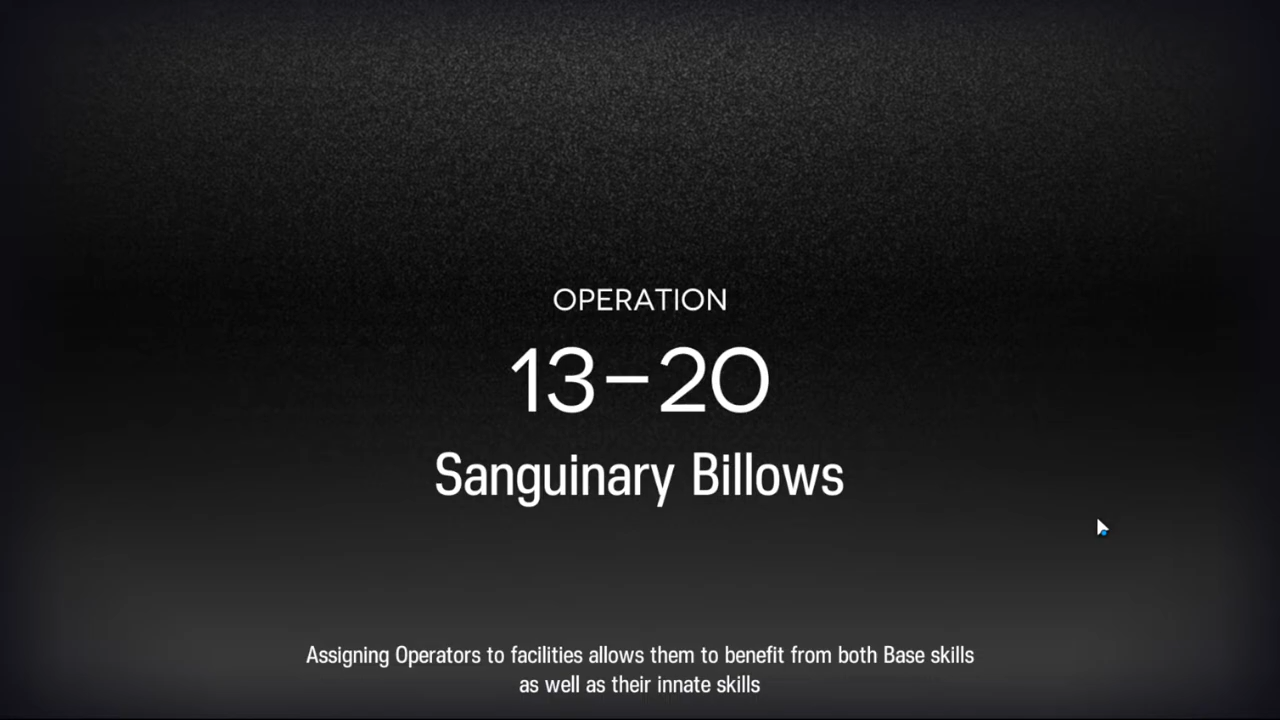 OPERATION
13-20
Sanguinary Billows
Assigning Operators to facilities allows them to benefit from both Base skills
as well as their innate skills